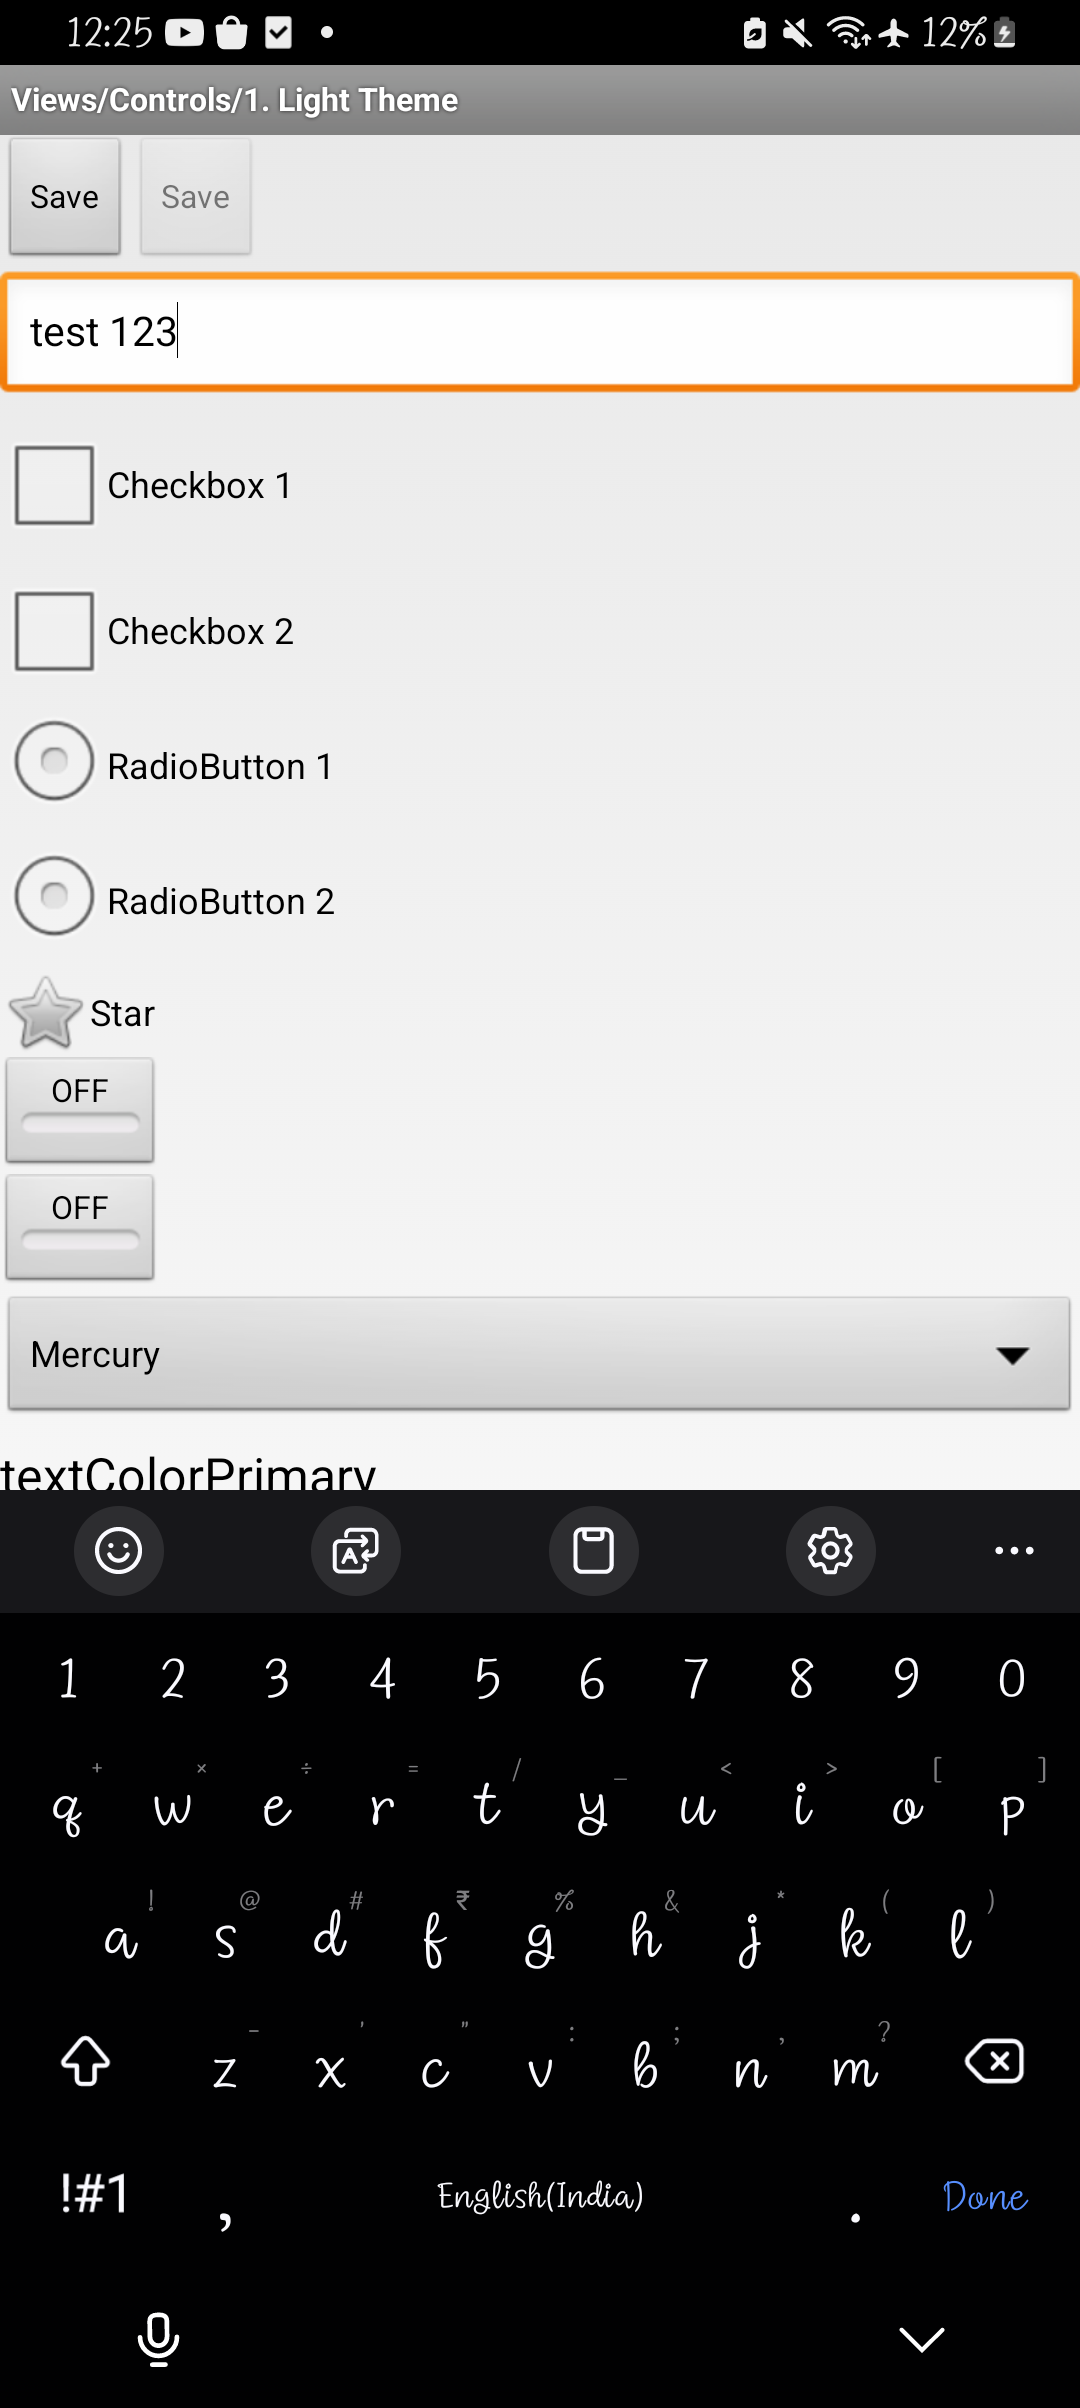 12:25 12%
Views/Controls/1. Light Theme
Save Save
test 123
Checkbox 1
Checkbox 2
RadioButton 1
RadioButton 2
Star
OFF
OFF
Mercury
textColorPrimary
1 2 3 4 5 6 7 8 9 0
+ × ÷ = / _ < > [ ]
q w e r t y u i o p
! @ # ₹ % & * ( )
a s d f g h j k l
- ' " : ; , ?
z x c v b n m
!#1 , English(India) . Done